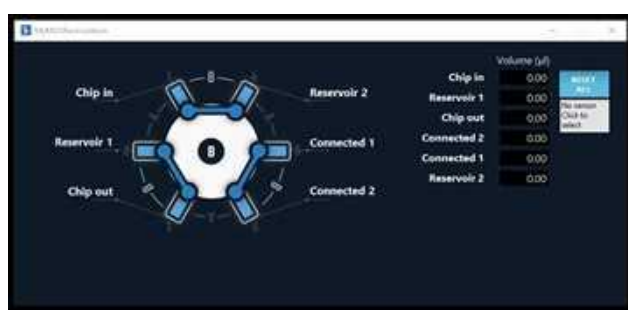 Volume (µl)
Chip in 0.00
Reservoir 1 0.00
Chip out 0.00
Connected 2 0.00
Connected 1 0.00
Reservoir 2 0.00
RESET
ALL
No sensor
Click to
select
Chip in
Reservoir 2
Reservoir 1
Connected 1
Chip out
Connected 2
B
B